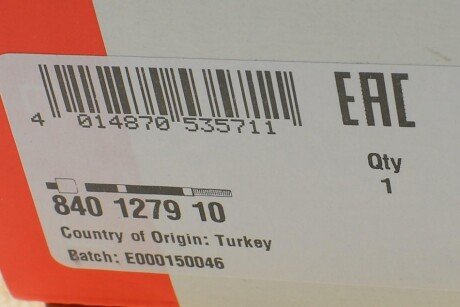 4 014870 535711
EAC
Qty
1
840 1279 10
Country of Origin: Turkey
Batch: E000150046